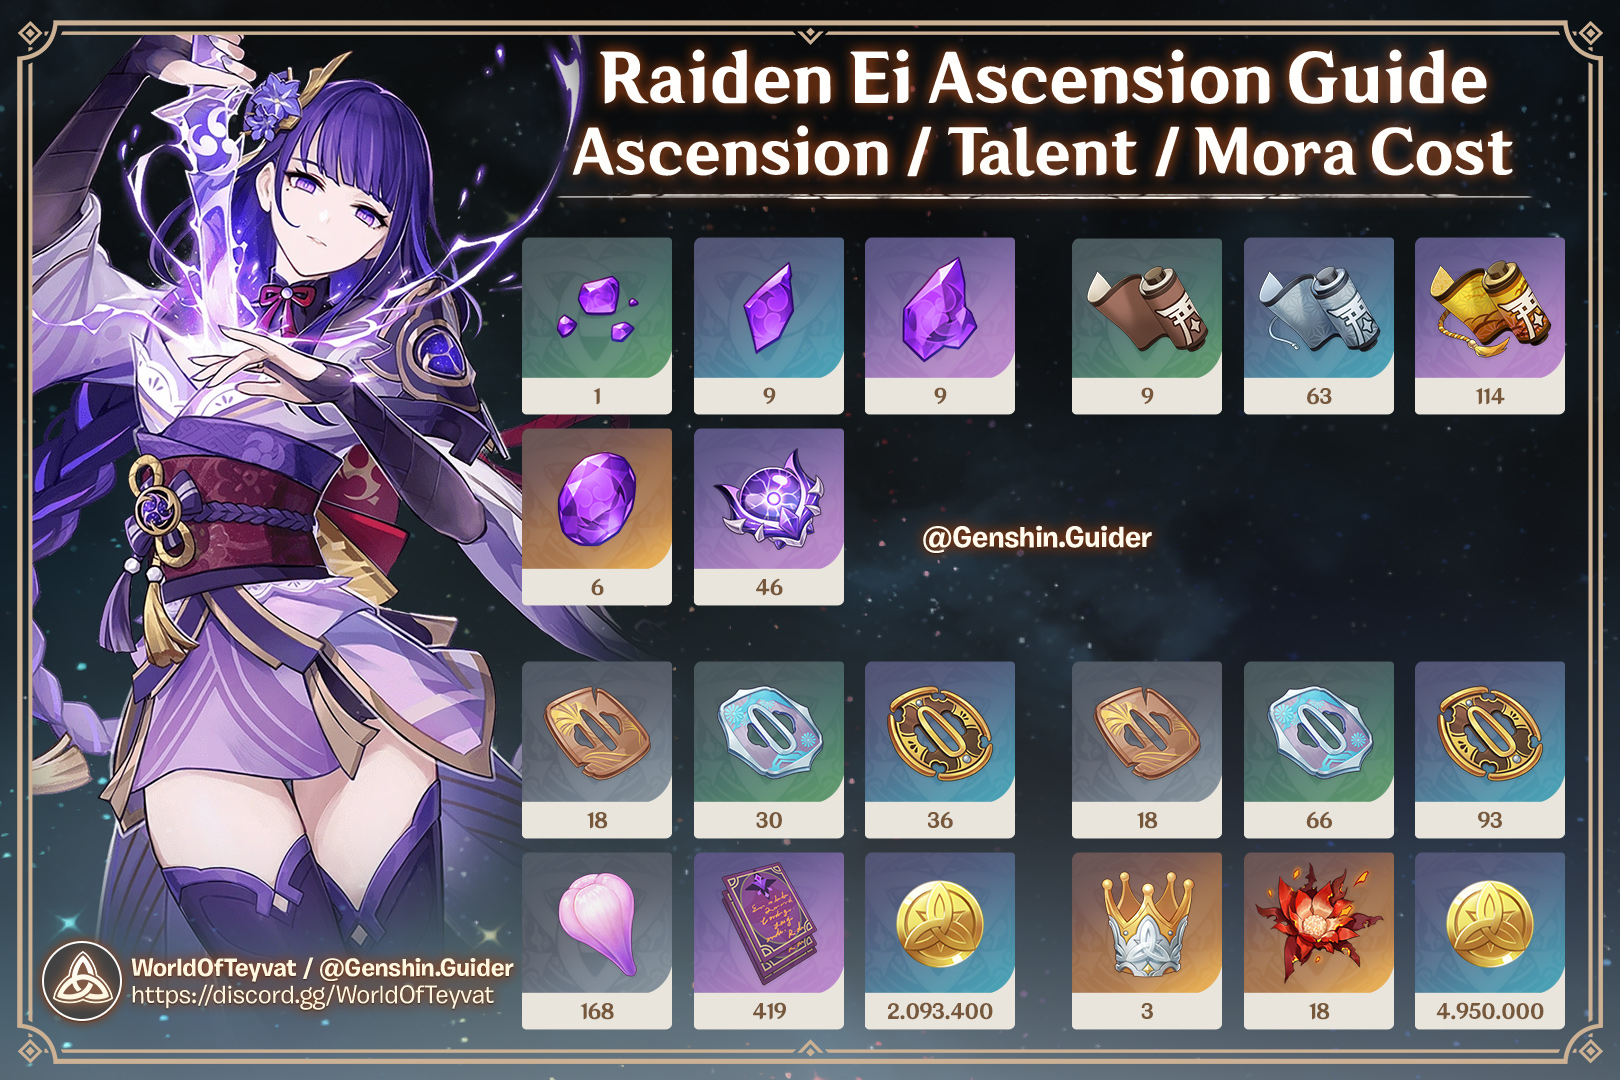 Raiden Ei Ascension Guide
Ascension / Talent / Mora Cost
1 9 9 9 63 114
6 46
@Genshin.Guider
18 30 36 18 66 93
168 419 2.093.400 3 18 4.950.000
WorldOfTeyvat / @Genshin.Guider
https://discord.gg/WorldOfTeyvat